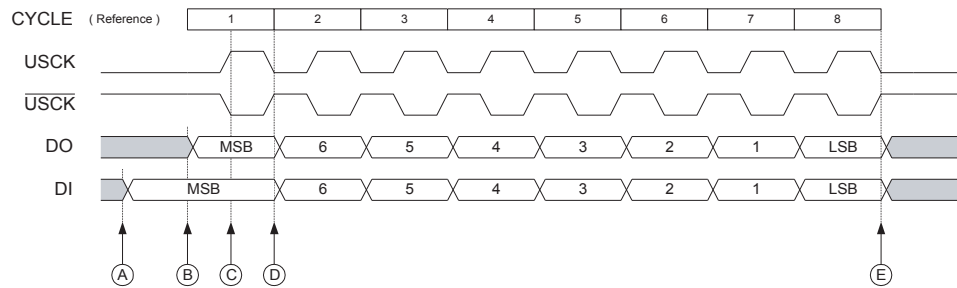 CYCLE ( Reference ) 1 2 3 4 5 6 7 8
USCK
USCK
DO MSB 6 5 4 3 2 1 LSB
DI MSB 6 5 4 3 2 1 LSB
A B C D E